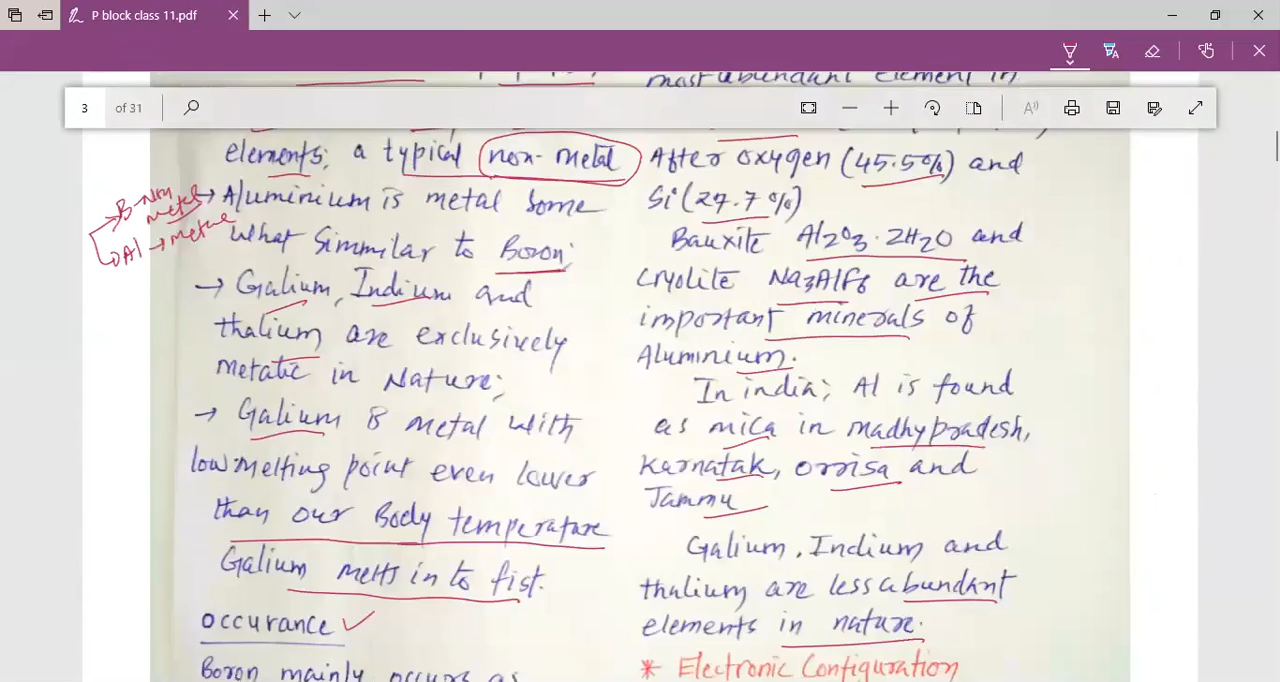 P block class 11.pdf
3 of 31
elements; a typical non-metal
B-Non metal
Al → metal
→ Aluminium is metal some
what Simmilar to Boron;
→ Galium, Indium and
thalium are exclusively
metalic in Nature;
→ Galium is metal with
low melting point even lower
than our Body temperature
Galium melts in to fist.
occurance
Boron mainly occurs as
most abundant element in
After oxygen (45.5%) and
Si (27.7%)
Bauxite Al2O3.2H2O and
cryolite Na3AlF6 are the
important minerals of
Aluminium.
In india; Al is found
as mica in madhypradesh,
Karnatak, orrisa and
Jammu
Galium, Indium and
thalium are less abundant
elements in nature.
* Electronic Configuration